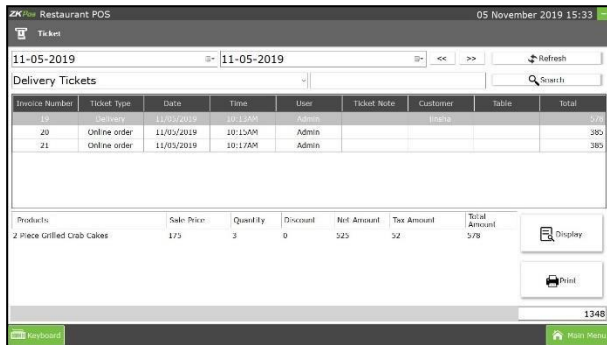 ZKPos Restaurant POS 05 November 2019 15:33
Ticket
11-05-2019 11-05-2019 << >> Refresh
Delivery Tickets Search
Invoice Number Ticket Type Date Time User Ticket Note Customer Table Total
19 Delivery 11/05/2019 10:13AM Admin 578
20 Online order 11/05/2019 10:15AM Admin 385
21 Online order 11/05/2019 10:17AM Admin 385
Products Sale Price Quantity Discount Net Amount Tax Amount Total Amount
2 Piece Grilled Crab Cakes 175 3 0 525 52 578
Display
Print
1348
Keyboard Main Menu